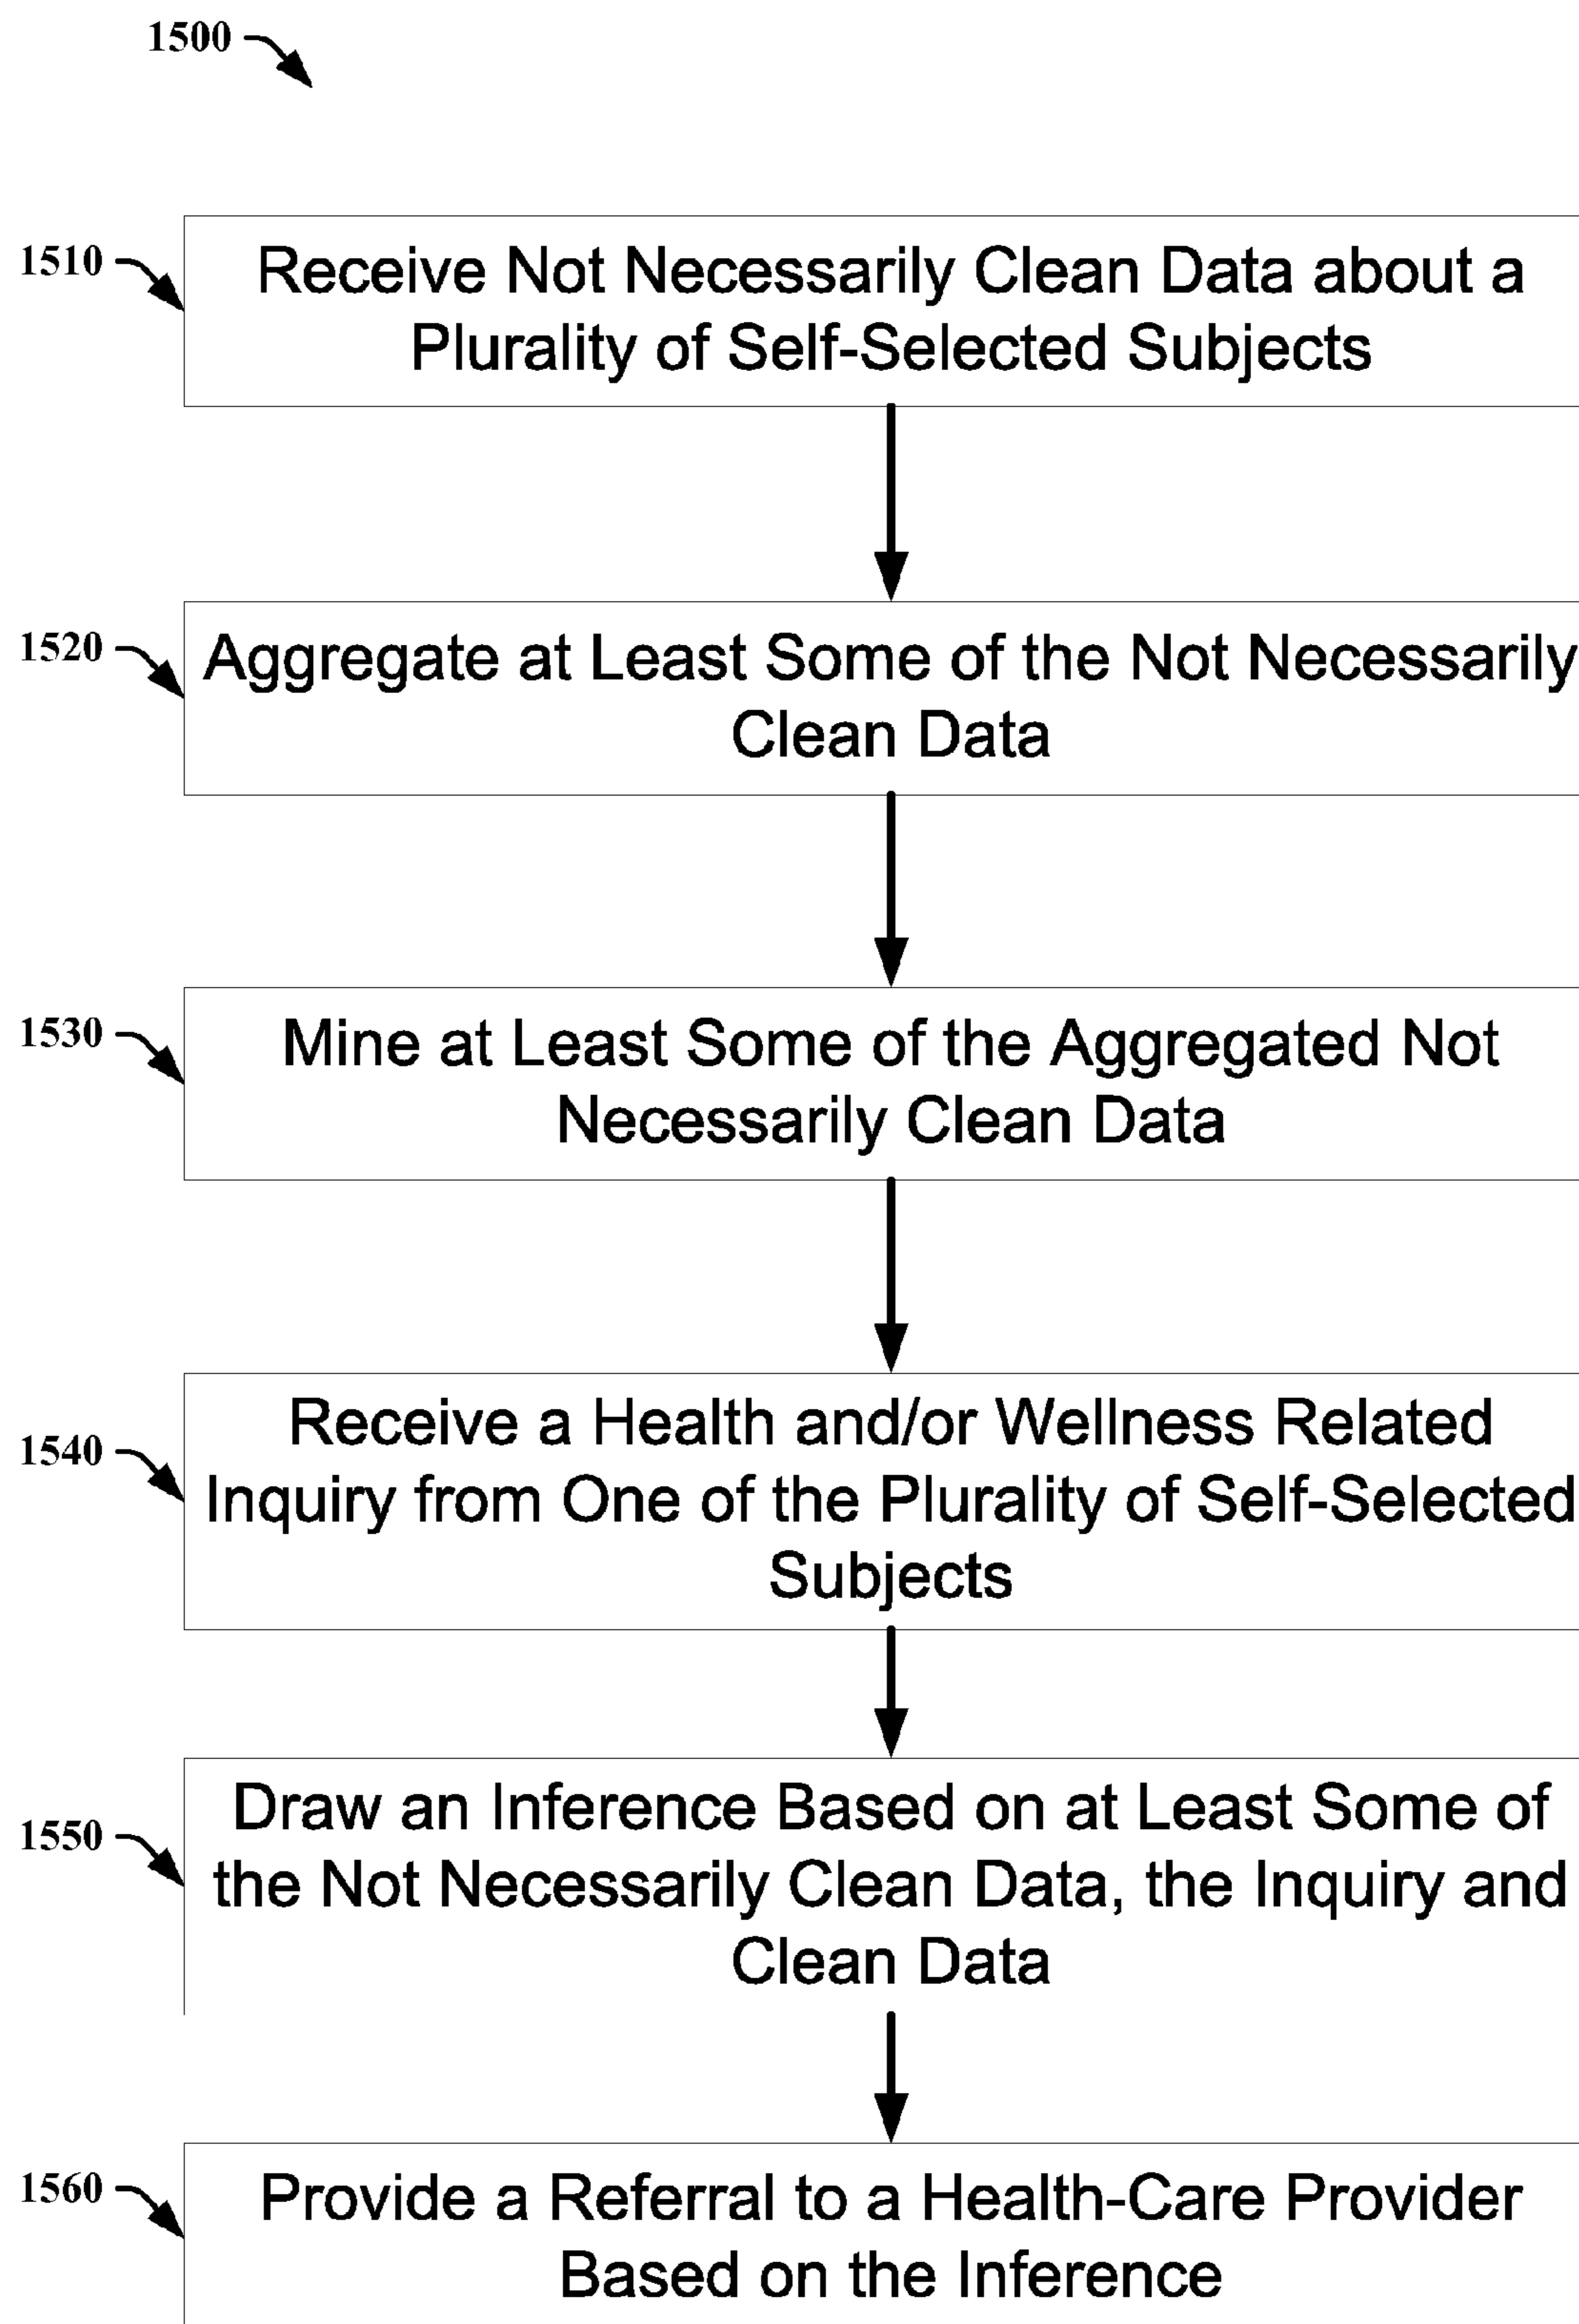 1500
1510
Receive Not Necessarily Clean Data about a
Plurality of Self-Selected Subjects
1520
Aggregate at Least Some of the Not Necessarily
Clean Data
1530
Mine at Least Some of the Aggregated Not
Necessarily Clean Data
1540
Receive a Health and/or Wellness Related
Inquiry from One of the Plurality of Self-Selected
Subjects
1550
Draw an Inference Based on at Least Some of
the Not Necessarily Clean Data, the Inquiry and
Clean Data
1560
Provide a Referral to a Health-Care Provider
Based on the Inference